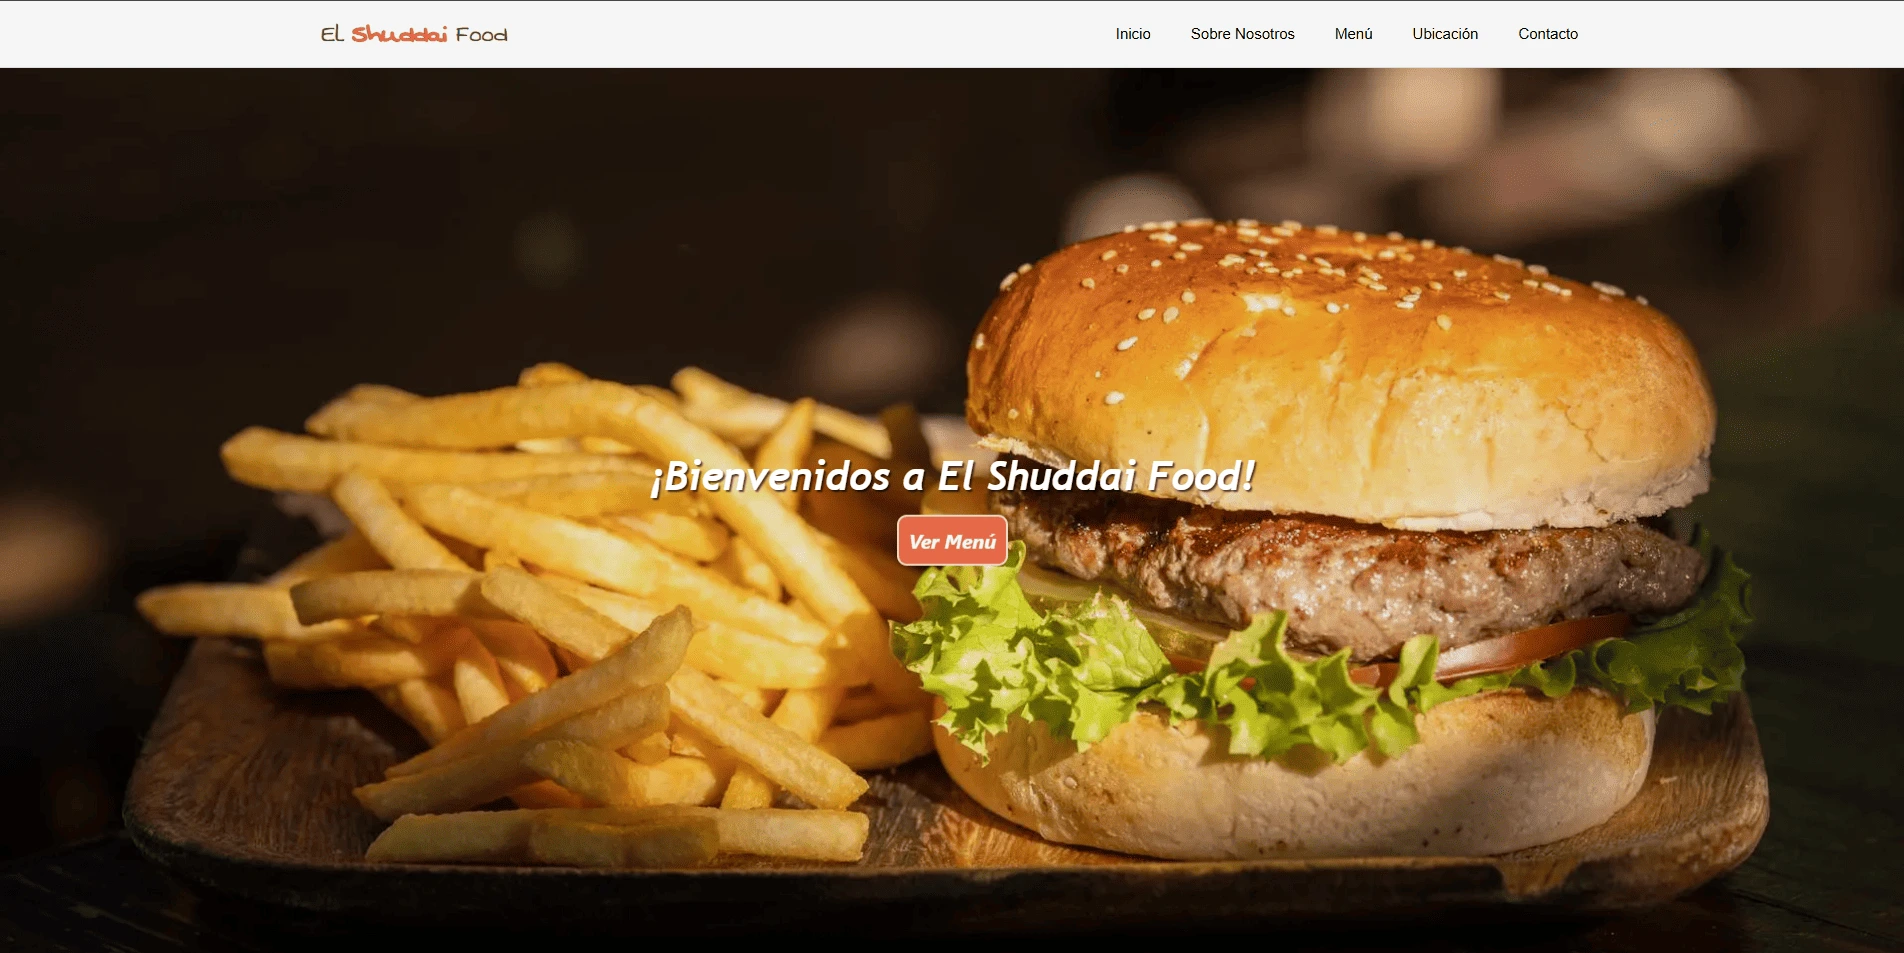 El Shuddai Food
Inicio Sobre Nosotros Menú Ubicación Contacto
¡Bienvenidos a El Shuddai Food!
Ver Menú